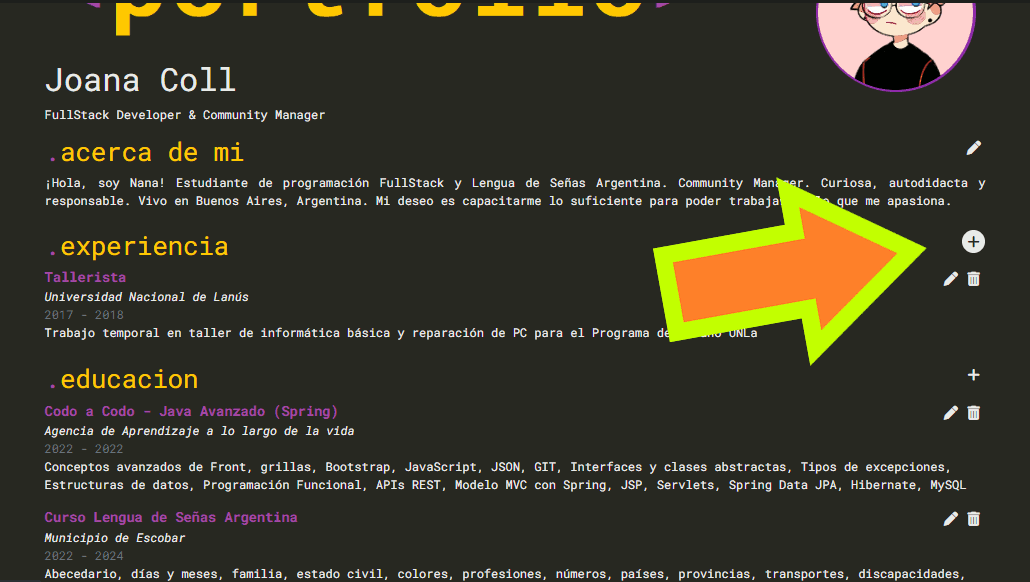 Joana Coll
FullStack Developer & Community Manager
.acerca de mi
¡Hola, soy Nana! Estudiante de programación FullStack y Lengua de Señas Argentina. Community Manager. Curiosa, autodidacta y
responsable. Vivo en Buenos Aires, Argentina. Mi deseo es capacitarme lo suficiente para poder que me apasiona.
.experiencia
Tallerista
Universidad Nacional de Lanús
2017 - 2018
Trabajo temporal en taller de informática básica y reparación de PC para el Programa UNLa
.educacion
Codo a Codo - Java Avanzado (Spring)
Agencia de Aprendizaje a lo largo de la vida
2022 - 2022
Conceptos avanzados de Front, grillas, Bootstrap, JavaScript, JSON, GIT, Interfaces y clases abstractas, Tipos de excepciones,
Estructuras de datos, Programación Funcional, APIs REST, Modelo MVC con Spring, JSP, Servlets, Spring Data JPA, Hibernate, MySQL
Curso Lengua de Señas Argentina
Municipio de Escobar
2022 - 2024
Abecedario, días y meses, familia, estado civil, colores, profesiones, números, países, provincias, transportes, discapacidades,